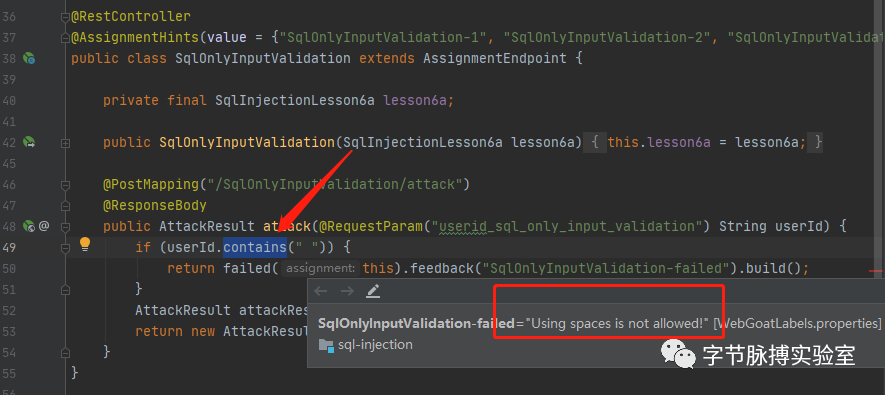 36 @RestController
37 @AssignmentHints(value = {"SqlOnlyInputValidation-1", "SqlOnlyInputValidation-2", "SqlOnlyInputValidat
38 public class SqlOnlyInputValidation extends AssignmentEndpoint {
39
40 private final SqlInjectionLesson6a lesson6a;
41
42 public SqlOnlyInputValidation(SqlInjectionLesson6a lesson6a) { this.lesson6a = lesson6a; }
45
46 @PostMapping("/SqlOnlyInputValidation/attack")
47 @ResponseBody
48 @ public AttackResult attack(@RequestParam("userid_sql_only_input_validation") String userId) {
49 if (userId.contains(" ")) {
50 return failed( assignment: this).feedback("SqlOnlyInputValidation-failed").build();
51 }
52 AttackResult attackRes
53 return new AttackResul
54 }
55 }
56
SqlOnlyInputValidation-failed="Using spaces is not allowed!" [WebGoatLabels.properties]
sql-injection
字节脉搏实验室